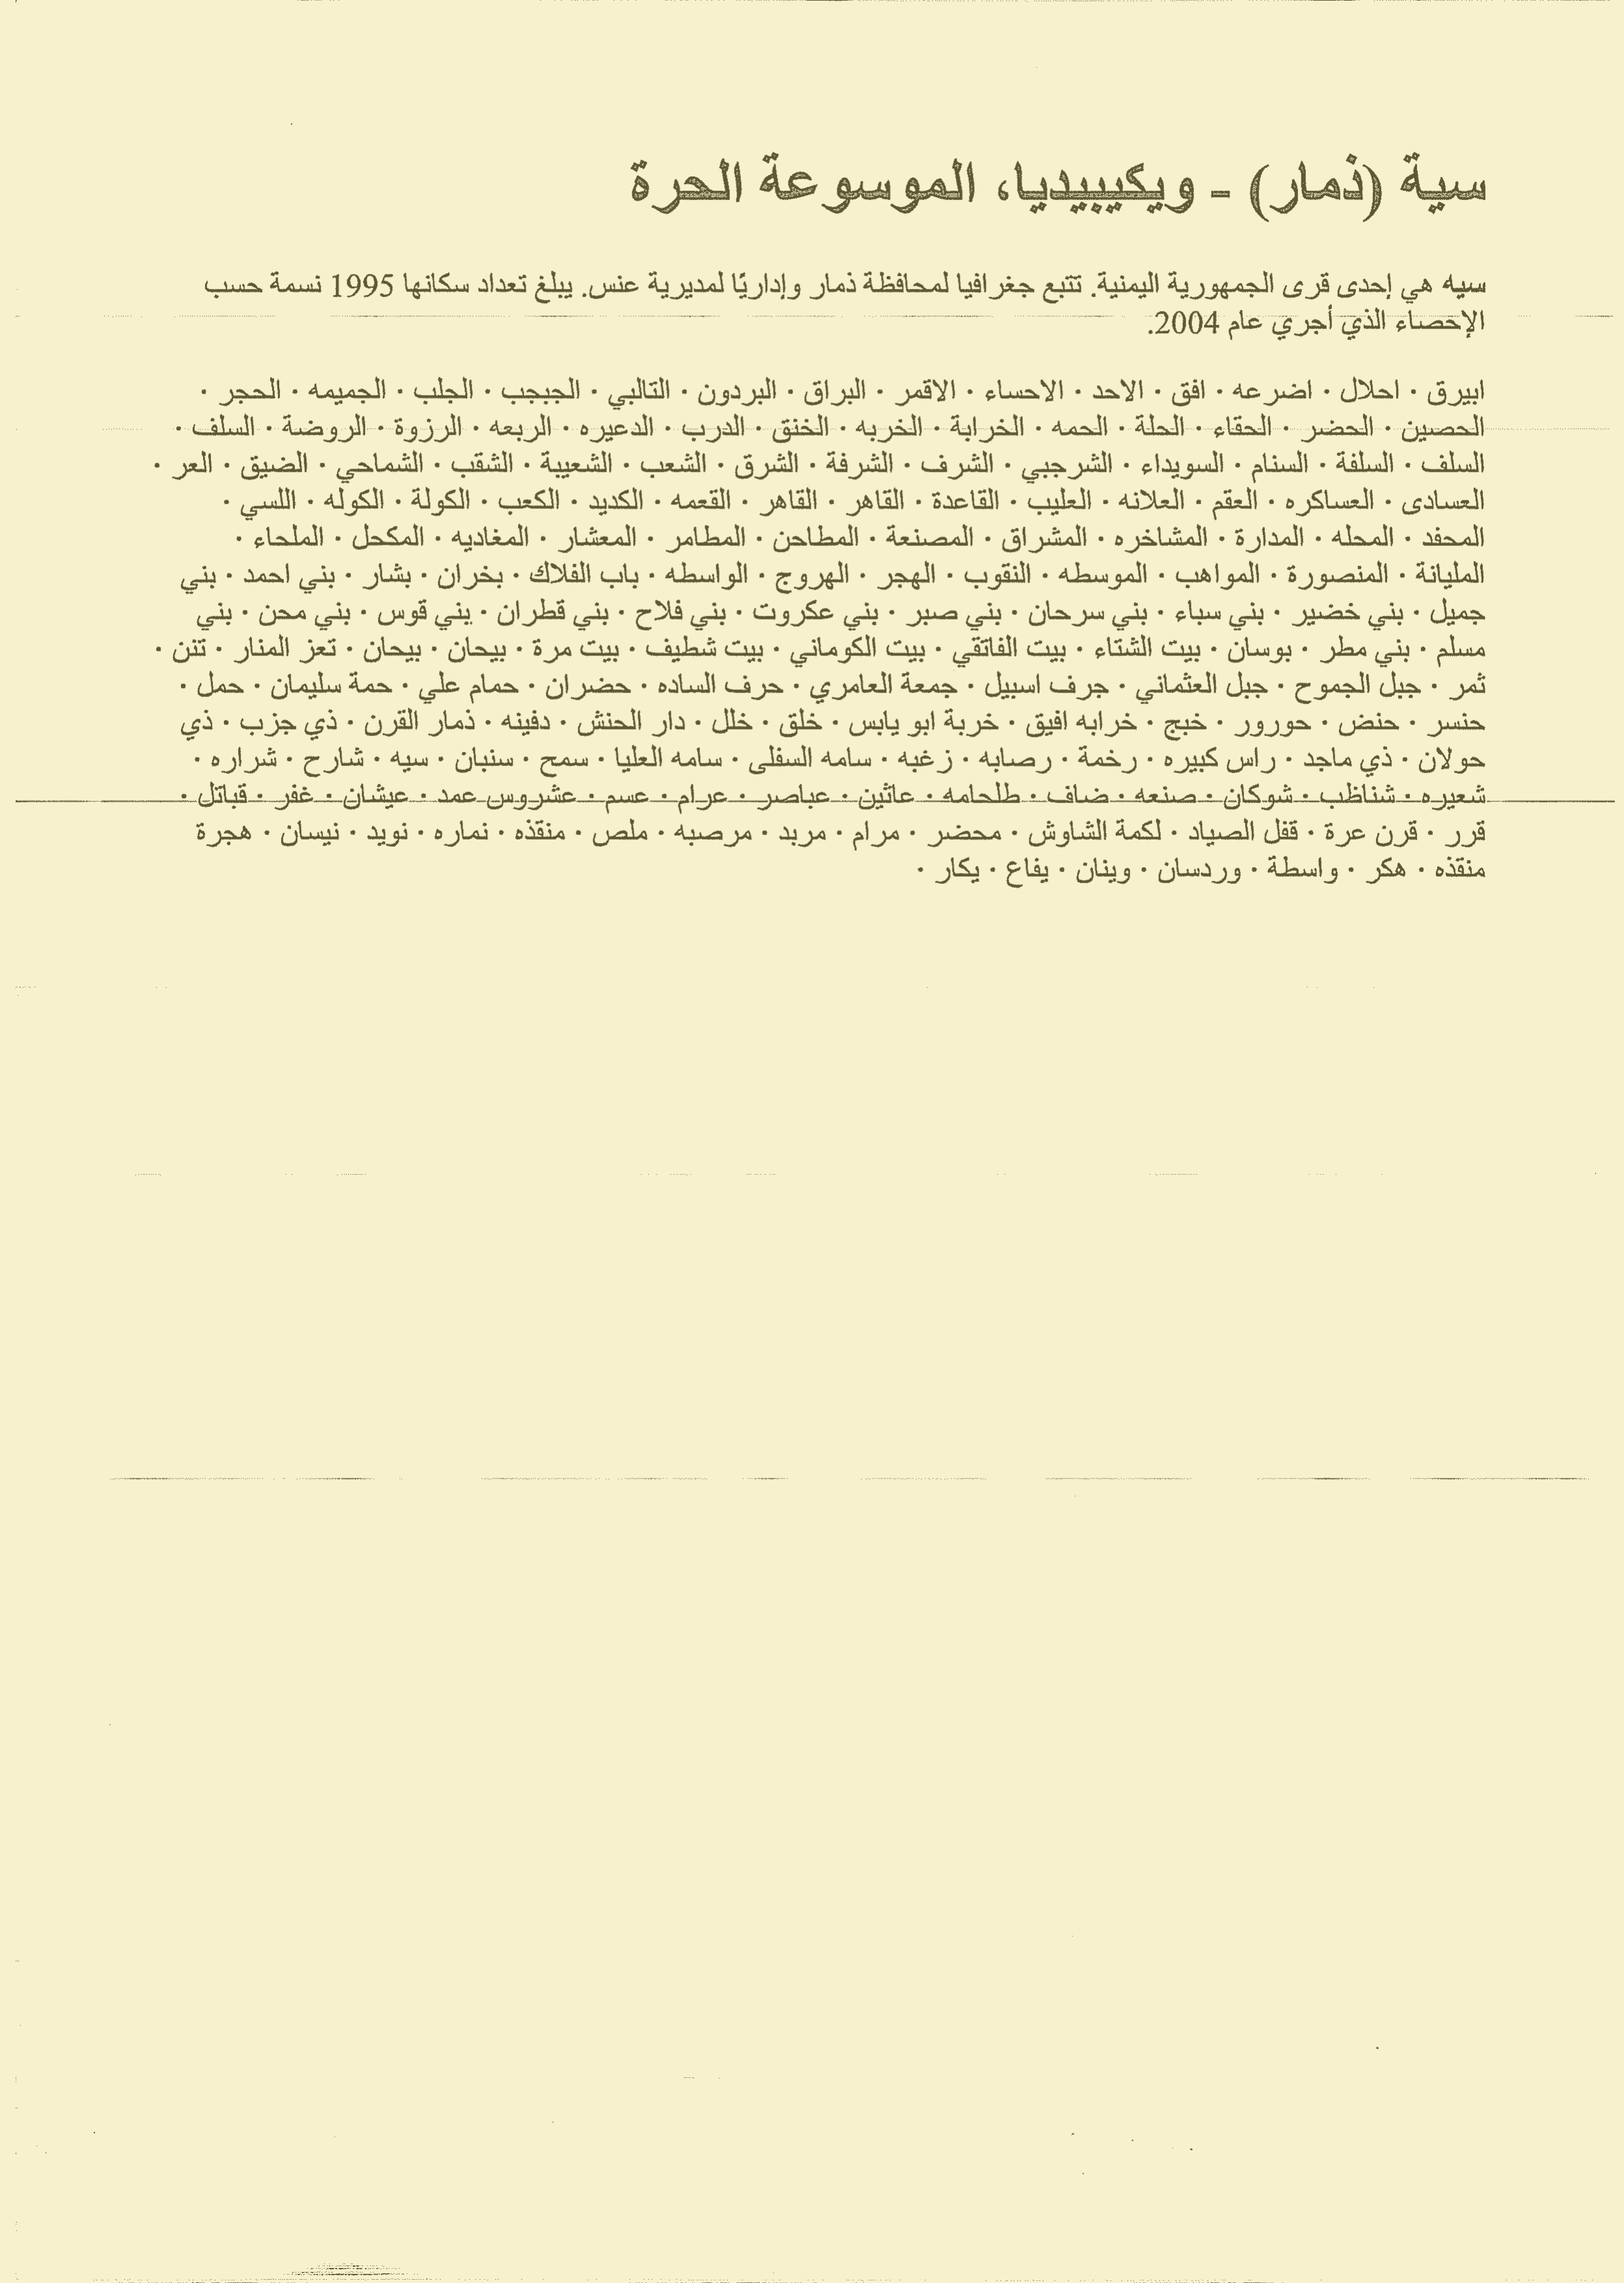 سية (ذمار) - ويكيبيديا، الموسوعة الحرة
سيه هي إحدى قرى الجمهورية اليمنية. تتبع جغرافيا لمحافظة ذمار وإداريًا لمديرية عنس. يبلغ تعداد سكانها 1995 نسمة حسب
الإحصاء الذي أجري عام 2004.
ابيرق · احلال · اضرعه · افق · الاحد · الاحساء · الاقمر · البراق · البردون · التالبي · الجبجب · الجلب · الجميمه · الحجر ·
الحصين · الحضر · الحقاء · الحلة · الحمه · الخرابة · الخربه · الخنق · الدرب · الدعيره · الربعه · الرزوة · الروضة · السلف ·
السلف · السلفة · السنام · السويداء · الشرجبي · الشرف · الشرفة · الشرق · الشعب · الشعيبة · الشقب · الشماحي · الضيق · العر ·
العسادى · العساكره · العقم · العلانه · العليب · القاعدة · القاهر · القاهر · القعمه · الكديد · الكعب · الكولة · الكوله · اللسي ·
المحفد · المحله · المدارة · المشاخره · المشراق · المصنعة · المطاحن · المطامر · المعشار · المغاديه · المكحل · الملحاء ·
المليانة · المنصورة · المواهب · الموسطه · النقوب · الهجر · الهروج · الواسطه · باب الفلاك · بخران · بشار · بني احمد · بني
جميل · بني خضير · بني سباء · بني سرحان · بني صبر · بني عكروت · بني فلاح · بني قطران · بني قوس · بني محن · بني
مسلم · بني مطر · بوسان · بيت الشتاء · بيت الفاتقي · بيت الكوماني · بيت شطيف · بيت مرة · بيحان · بيحان · تعز المنار · تنن ·
ثمر · جبل الجموح · جبل العثماني · جرف اسبيل · جمعة العامري · حرف الساده · حضران · حمام علي · حمة سليمان · حمل ·
حنسر · حنض · حورور · خبج · خرابه افيق · خربة ابو يابس · خلق · خلل · دار الحنش · دفينه · ذمار القرن · ذي جزب · ذي
حولان · ذي ماجد · راس كبيره · رخمة · رصابه · زغبه · سامه السفلى · سامه العليا · سمح · سنبان · سيه · شارح · شراره ·
شعيره · شناظب · شوكان · صنعه · ضاف · طلحامه · عاثين · عباصر · عرام · عسم · عشروس عمد · عيشان · غفر · قباتل ·
قرر · قرن عرة · قفل الصياد · لكمة الشاوش · محضر · مرام · مربد · مرصبه · ملص · منقذه · نماره · نويد · نيسان · هجرة
منقذه · هكر · واسطة · وردسان · وينان · يفاع · يكار ·